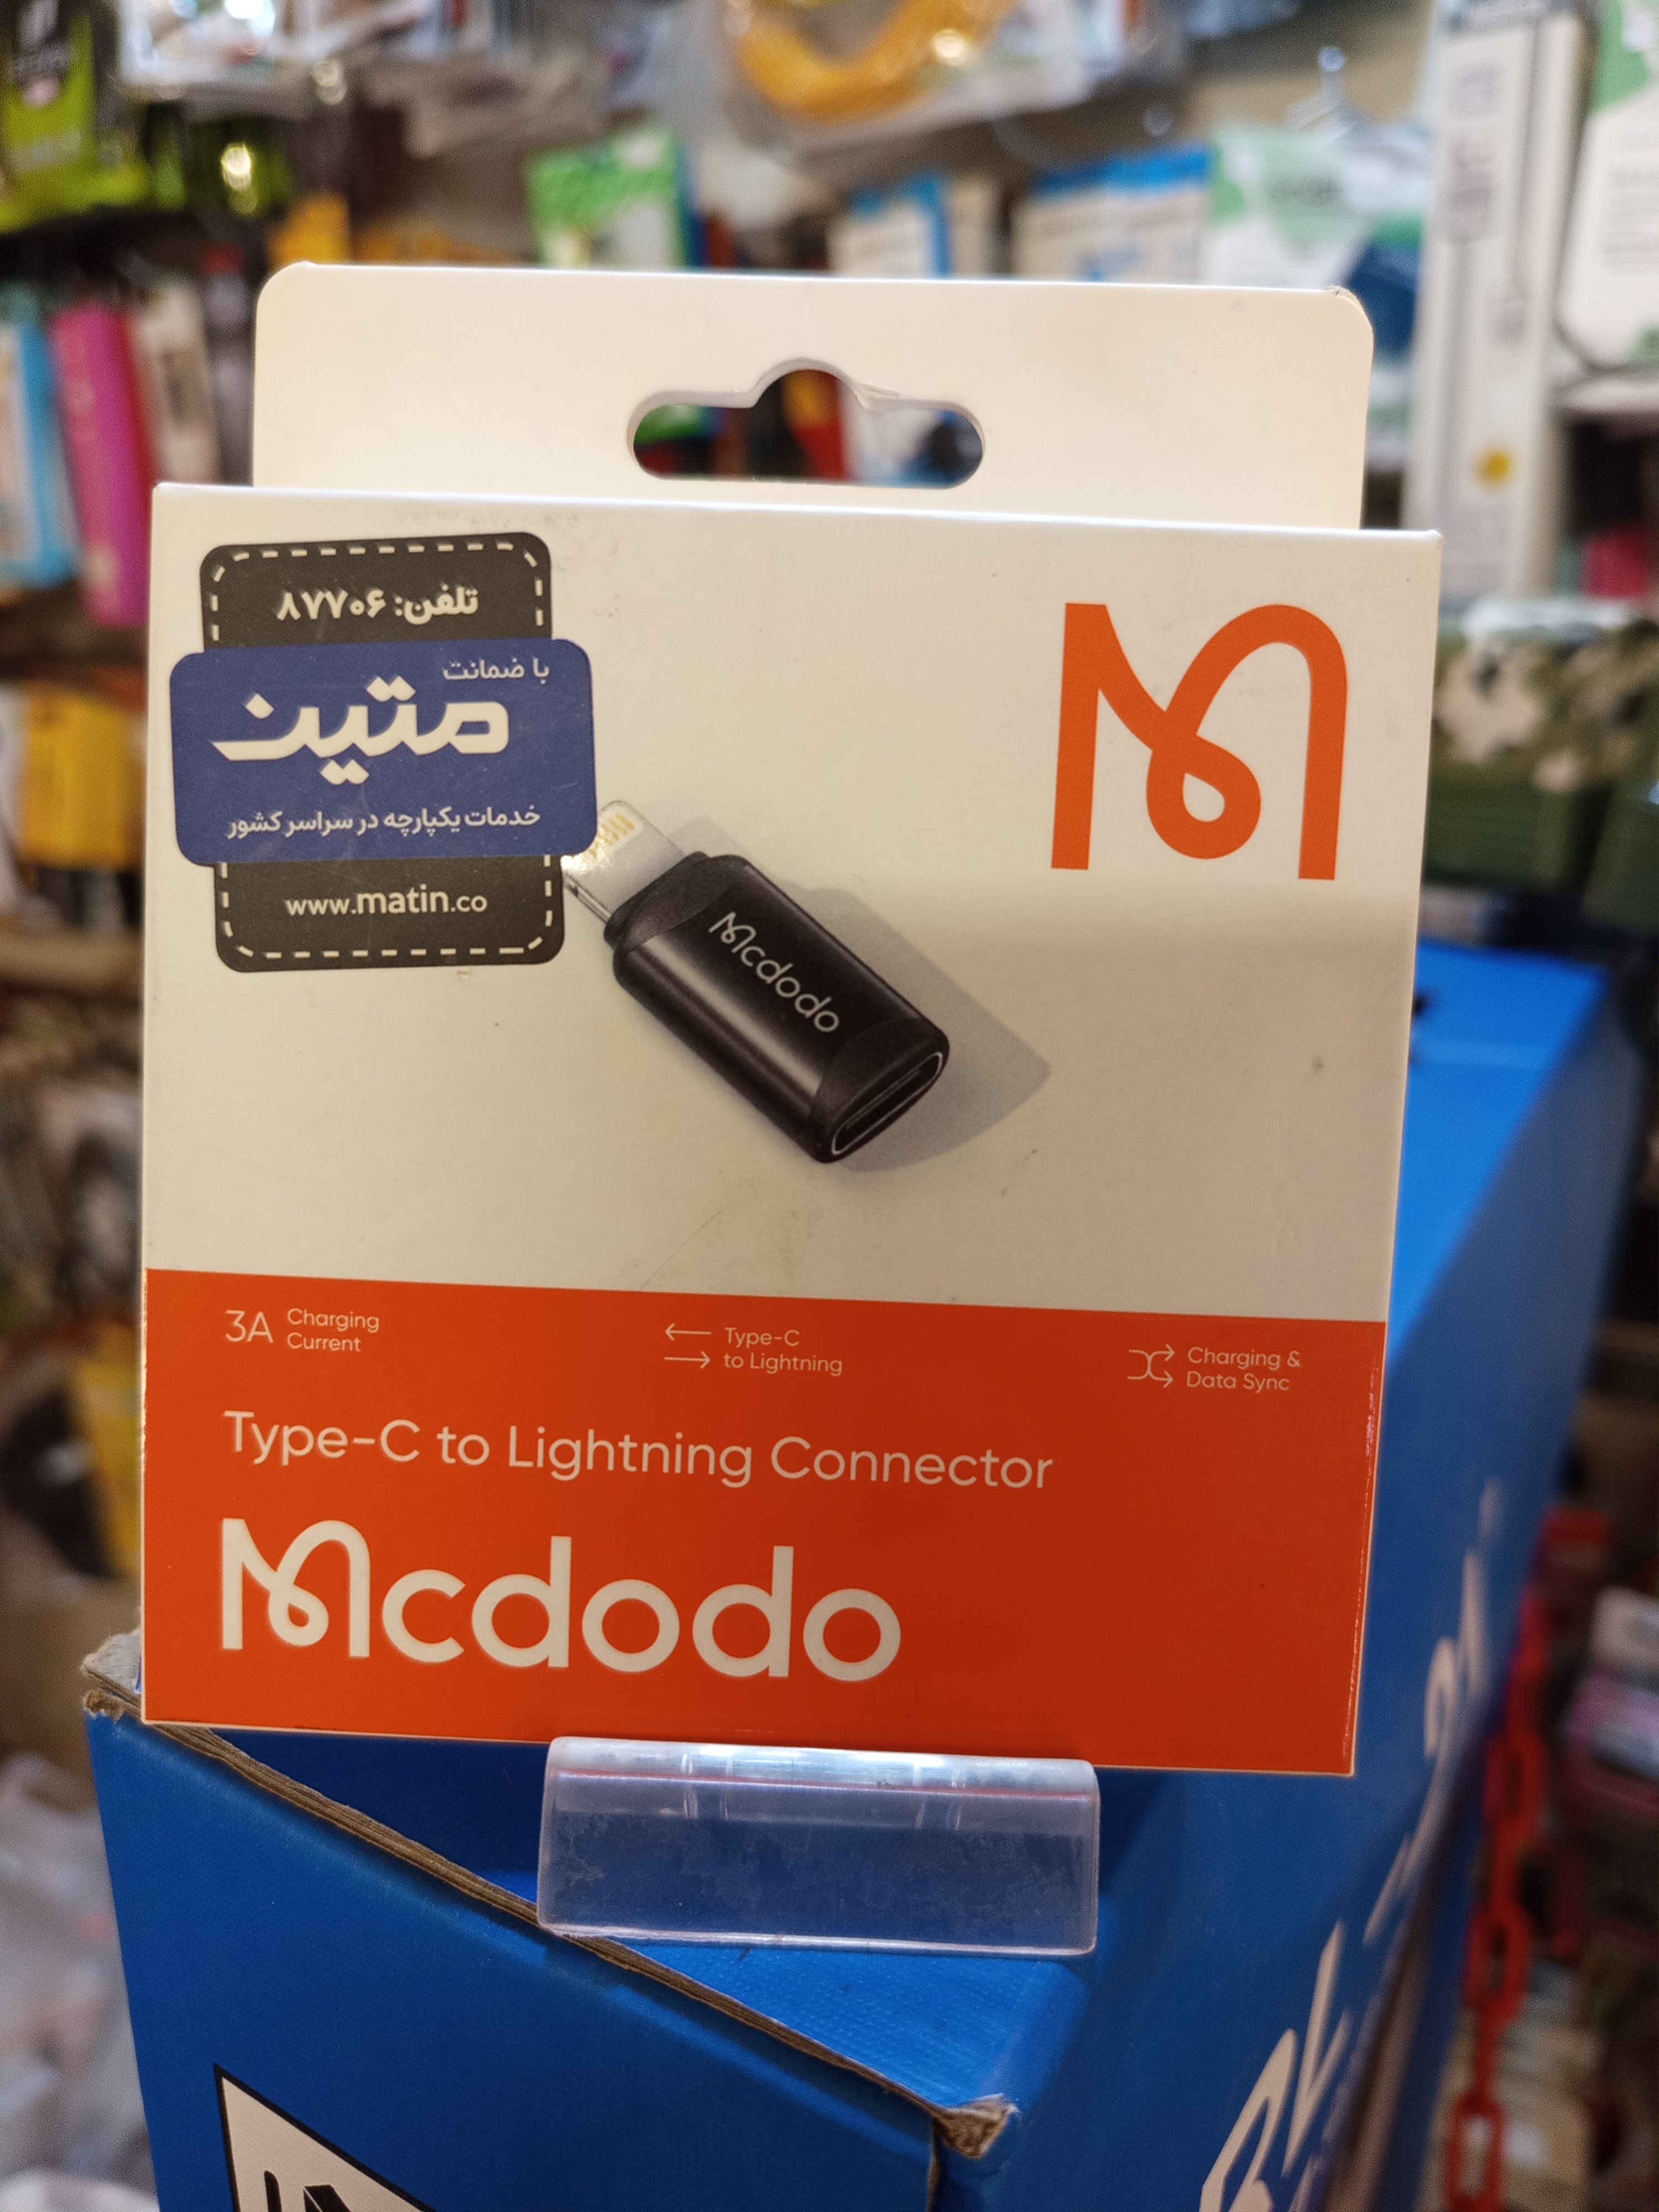 تلفن: ۸۷۷۰۶
با ضمانت
متین
خدمات یکپارچه در سراسر کشور
www.matin.co
Mcdodo
3A Charging Current
Type-C to Lightning
Charging & Data Sync
Type-C to Lightning Connector
Mcdodo